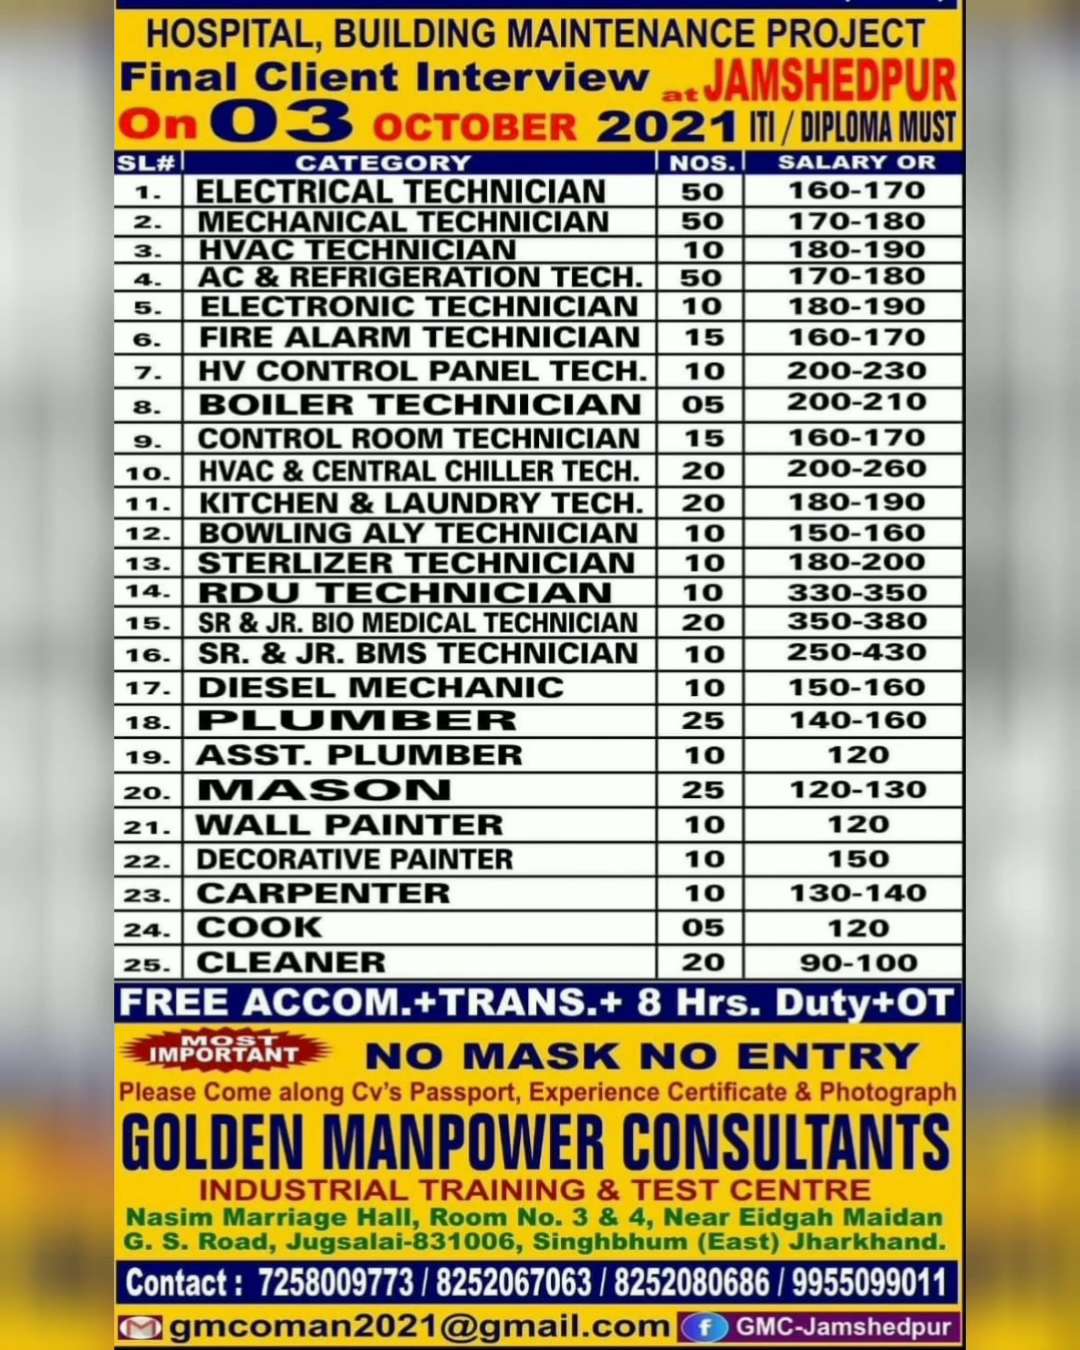 HOSPITAL, BUILDING MAINTENANCE PROJECT
Final Client Interview at JAMSHEDPUR
On 03 OCTOBER 2021 ITI / DIPLOMA MUST
SL# CATEGORY NOS. SALARY OR
1. ELECTRICAL TECHNICIAN 50 160-170
2. MECHANICAL TECHNICIAN 50 170-180
3. HVAC TECHNICIAN 10 180-190
4. AC & REFRIGERATION TECH. 50 170-180
5. ELECTRONIC TECHNICIAN 10 180-190
6. FIRE ALARM TECHNICIAN 15 160-170
7. HV CONTROL PANEL TECH. 10 200-230
8. BOILER TECHNICIAN 05 200-210
9. CONTROL ROOM TECHNICIAN 15 160-170
10. HVAC & CENTRAL CHILLER TECH. 20 200-260
11. KITCHEN & LAUNDRY TECH. 20 180-190
12. BOWLING ALY TECHNICIAN 10 150-160
13. STERLIZER TECHNICIAN 10 180-200
14. RDU TECHNICIAN 10 330-350
15. SR & JR. BIO MEDICAL TECHNICIAN 20 350-380
16. SR. & JR. BMS TECHNICIAN 10 250-430
17. DIESEL MECHANIC 10 150-160
18. PLUMBER 25 140-160
19. ASST. PLUMBER 10 120
20. MASON 25 120-130
21. WALL PAINTER 10 120
22. DECORATIVE PAINTER 10 150
23. CARPENTER 10 130-140
24. COOK 05 120
25. CLEANER 20 90-100
FREE ACCOM.+TRANS.+ 8 Hrs. Duty+OT
MOST
IMPORTANT NO MASK NO ENTRY
Please Come along Cv's Passport, Experience Certificate & Photograph
GOLDEN MANPOWER CONSULTANTS
INDUSTRIAL TRAINING & TEST CENTRE
Nasim Marriage Hall, Room No. 3 & 4, Near Eidgah Maidan
G. S. Road, Jugsalai-831006, Singhbhum (East) Jharkhand.
Contact : 7258009773 / 8252067063 / 8252080686 / 9955099011
gmcoman2021@gmail.com f GMC-Jamshedpur